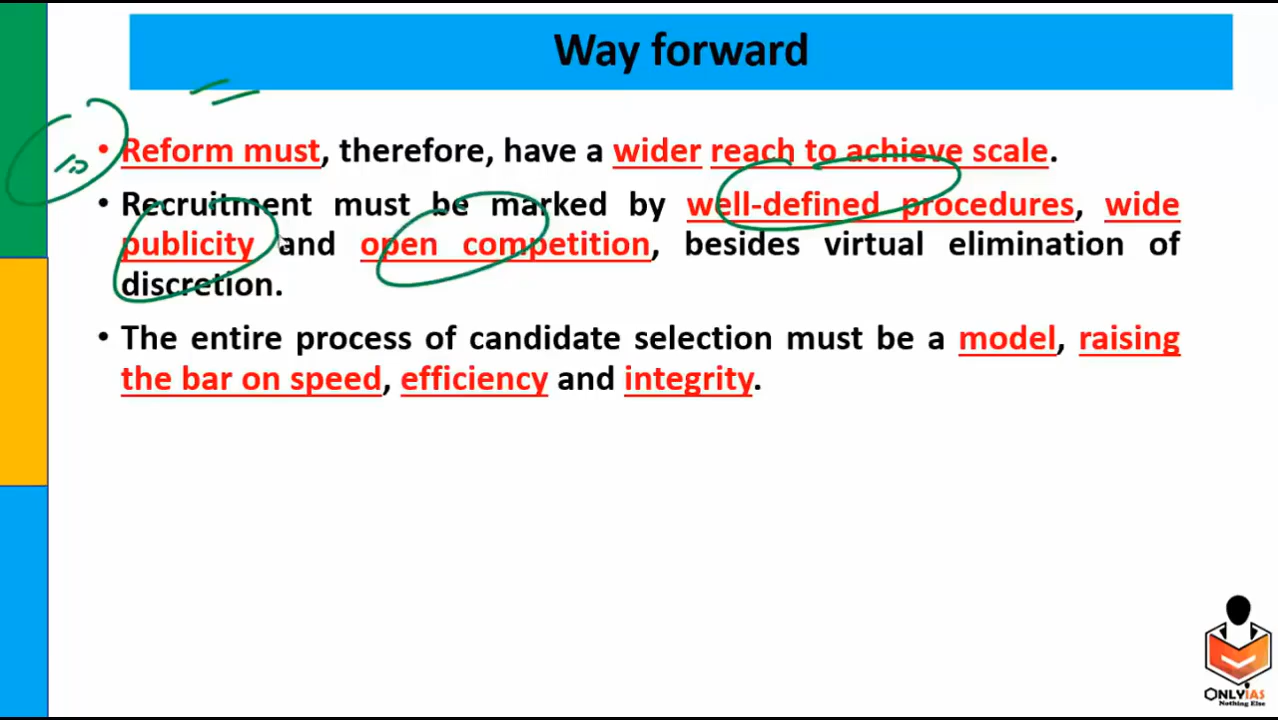 Way forward
• Reform must, therefore, have a wider reach to achieve scale.
• Recruitment must be marked by well-defined procedures, wide
publicity and open competition, besides virtual elimination of
discretion.
• The entire process of candidate selection must be a model, raising
the bar on speed, efficiency and integrity.
ONLYIAS
Nothing Else